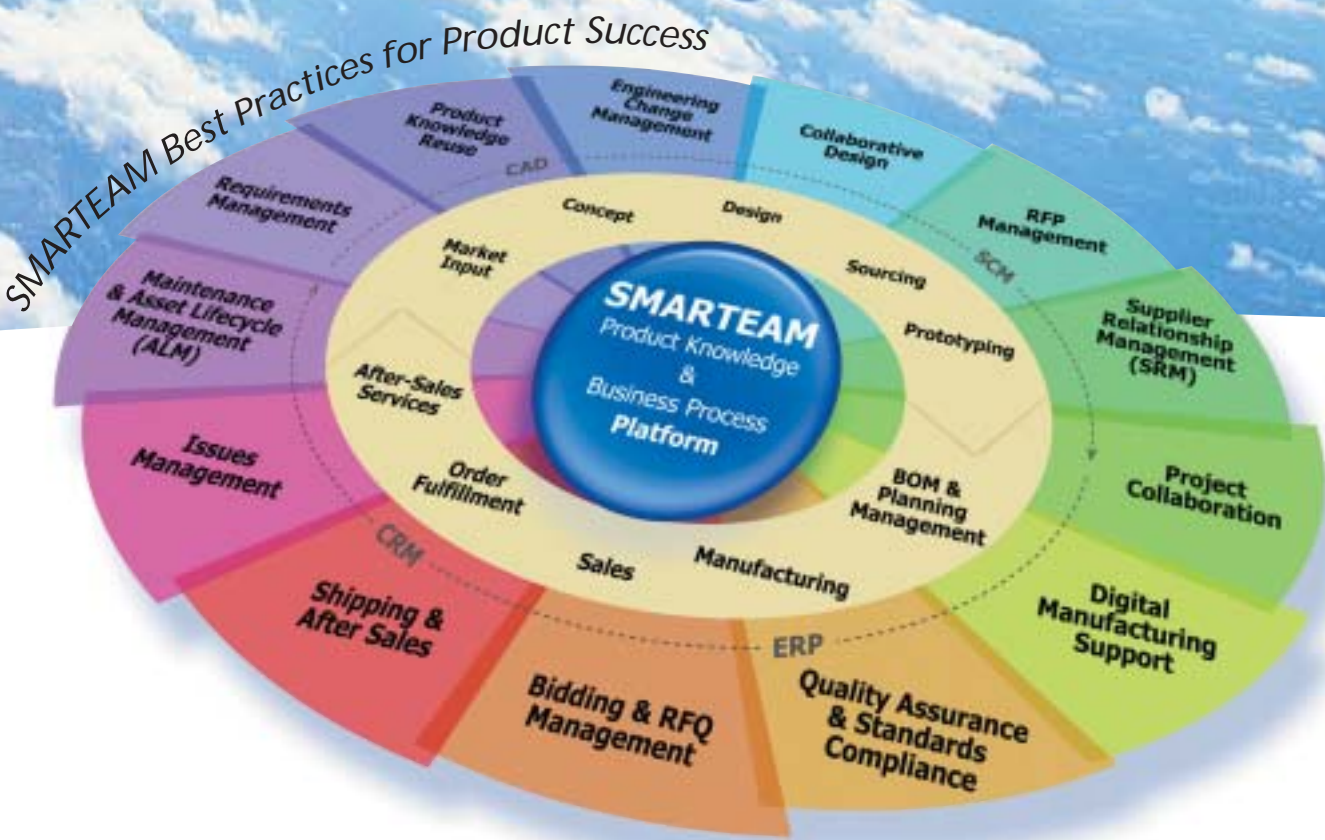 SMARTEAM Best Practices for Product Success
Engineering
Change
Management
Collaborative
Design
RFP
Management
Supplier
Relationship
Management
(SRM)
Project
Collaboration
Digital
Manufacturing
Support
Quality Assurance
& Standards
Compliance
Bidding & RFQ
Management
Shipping &
After Sales
Issues
Management
Maintenance
& Asset Lifecycle
Management
(ALM)
Requirements
Management
Product
Knowledge
Reuse
CAD
SCM
ERP
CRM
Market
Input
Concept
Design
Sourcing
Prototyping
BOM &
Planning
Management
Manufacturing
Sales
Order
Fulfillment
After-Sales
Services
SMARTEAM
Product Knowledge
&
Business Process
Platform